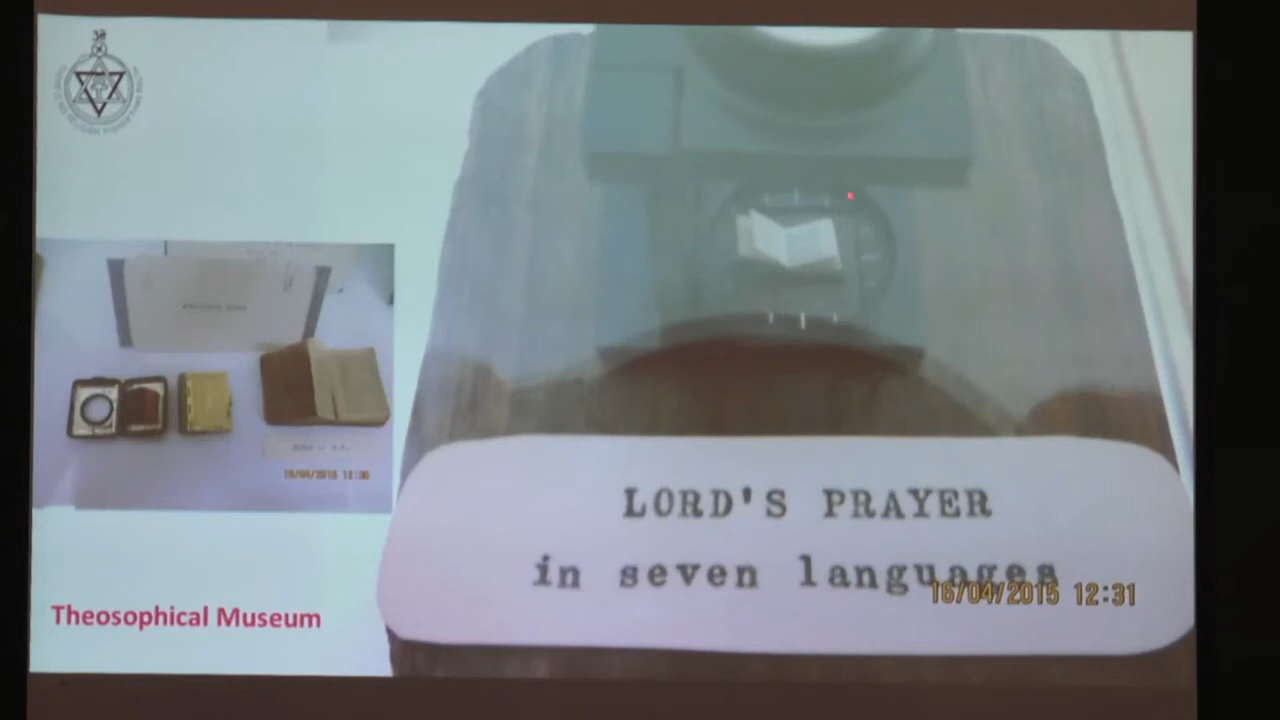 16/04/2015 12:30
Theosophical Museum
LORD'S PRAYER
in seven languages
16/04/2015 12:31